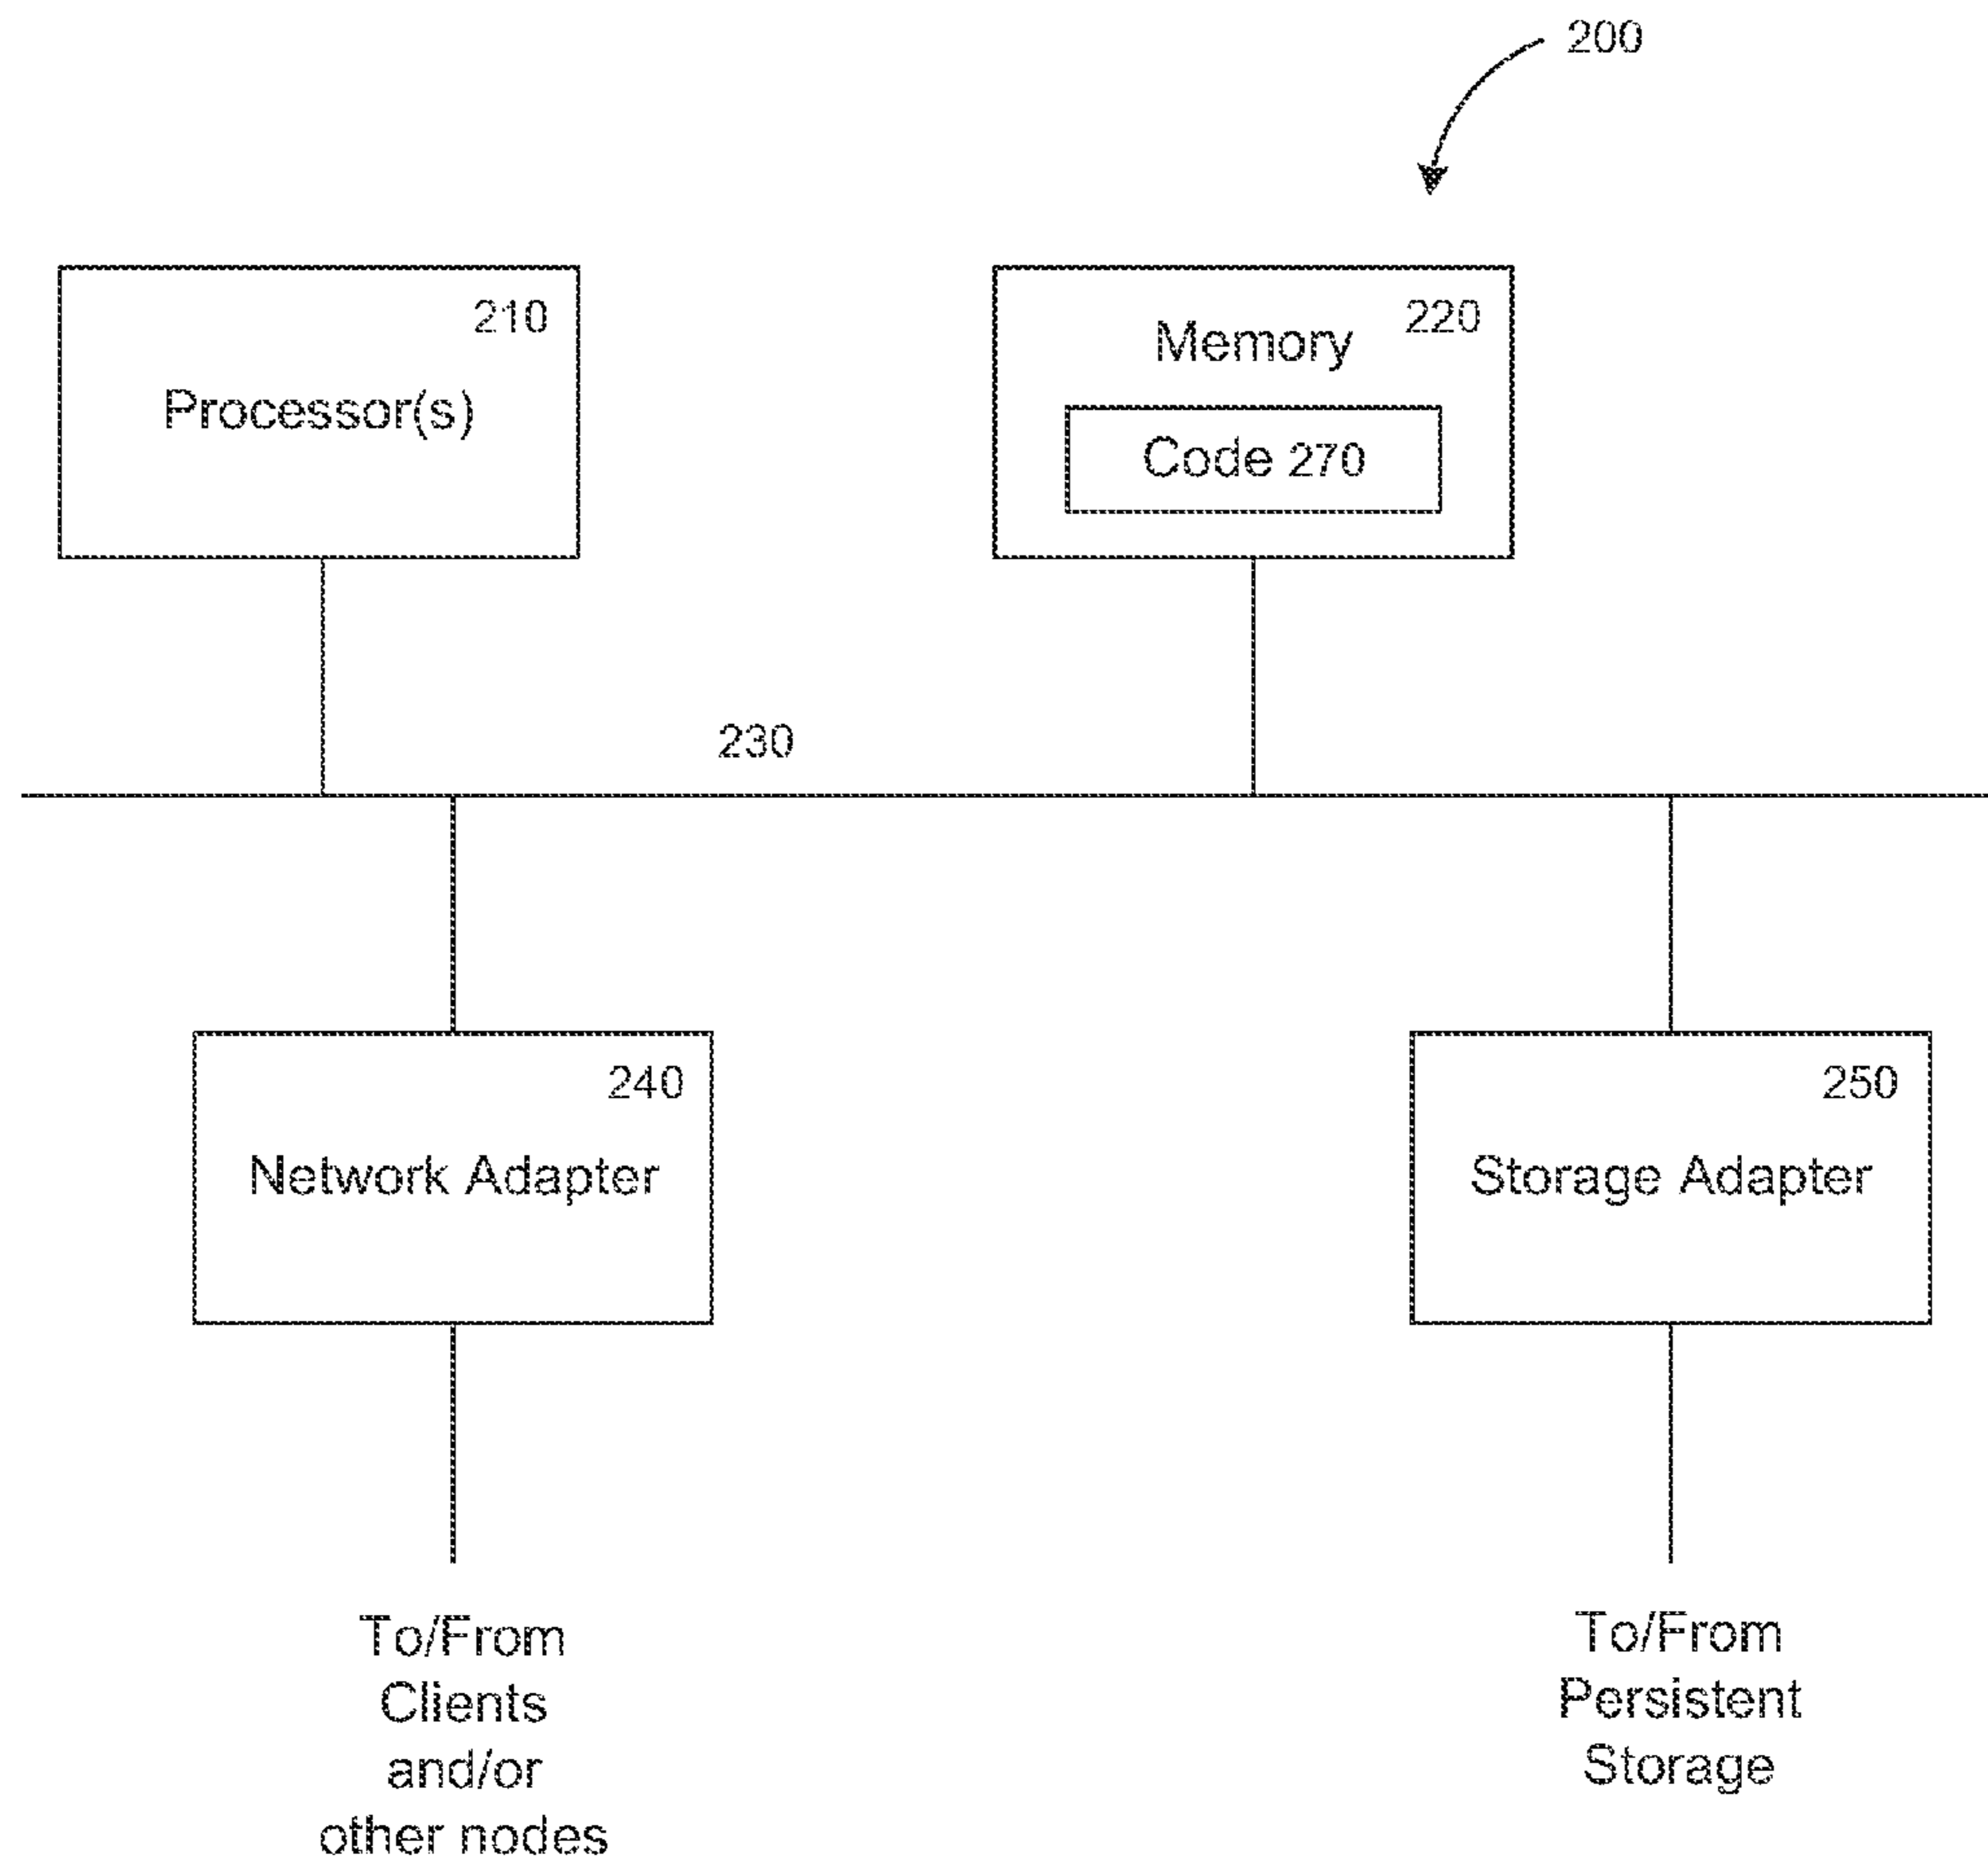 200
210
Processor(s)
220
Memory
Code 270
230
240
Network Adapter
250
Storage Adapter
To/From
Clients
and/or
other nodes
To/From
Persistent
Storage